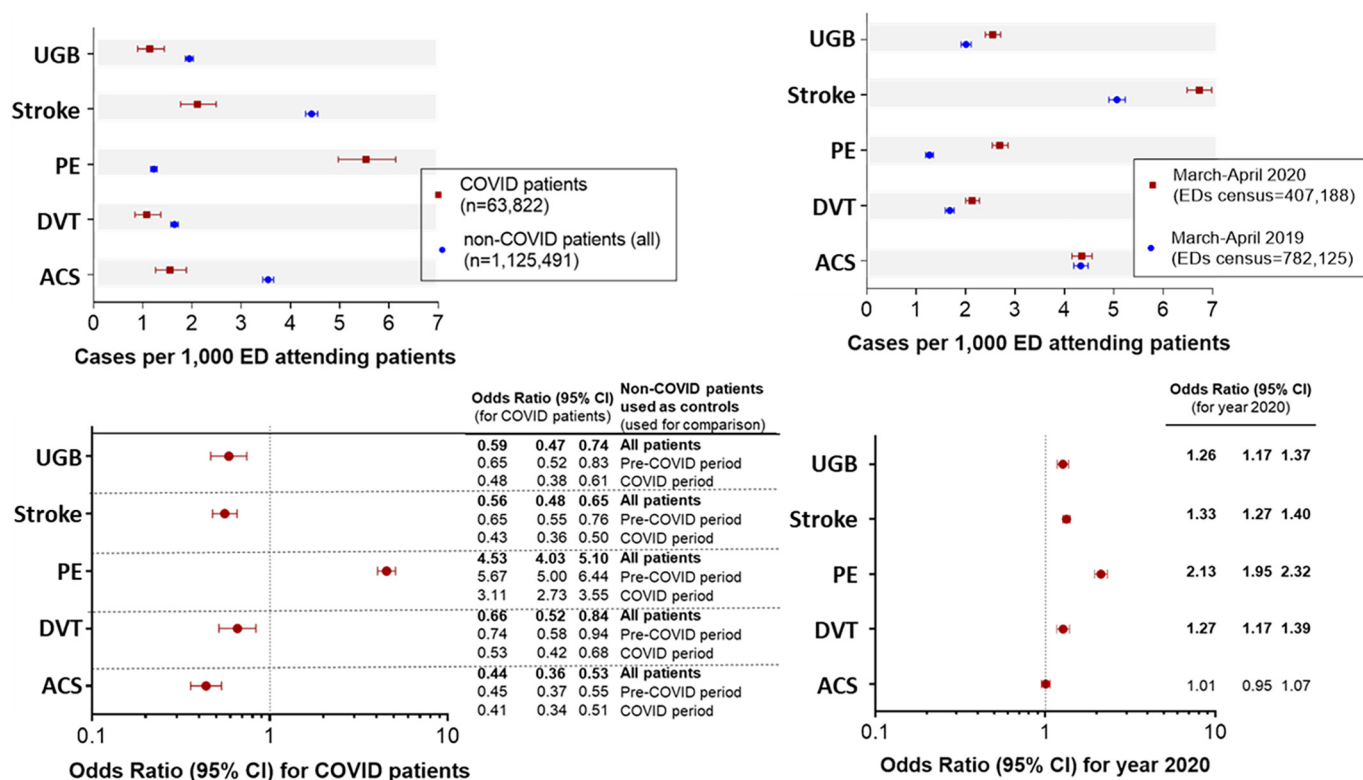 UGB
Stroke
PE
DVT
ACS
COVID patients
(n=63,822)
non-COVID patients (all)
(n=1,125,491)
0 1 2 3 4 5 6 7
Cases per 1,000 ED attending patients
UGB
Stroke
PE
DVT
ACS
March-April 2020
(EDs census=407,188)
March-April 2019
(EDs census=782,125)
0 1 2 3 4 5 6 7
Cases per 1,000 ED attending patients
Odds Ratio (95% CI) Non-COVID patients
(for COVID patients) used as controls
(used for comparison)
UGB
0.59 0.47 0.74 All patients
0.65 0.52 0.83 Pre-COVID period
0.48 0.38 0.61 COVID period
Stroke
0.56 0.48 0.65 All patients
0.65 0.55 0.76 Pre-COVID period
0.43 0.36 0.50 COVID period
PE
4.53 4.03 5.10 All patients
5.67 5.00 6.44 Pre-COVID period
3.11 2.73 3.55 COVID period
DVT
0.66 0.52 0.84 All patients
0.74 0.58 0.94 Pre-COVID period
0.53 0.42 0.68 COVID period
ACS
0.44 0.36 0.53 All patients
0.45 0.37 0.55 Pre-COVID period
0.41 0.34 0.51 COVID period
0.1 1 10
Odds Ratio (95% CI) for COVID patients
Odds Ratio (95% CI)
(for year 2020)
UGB 1.26 1.17 1.37
Stroke 1.33 1.27 1.40
PE 2.13 1.95 2.32
DVT 1.27 1.17 1.39
ACS 1.01 0.95 1.07
0.1 1 10
Odds Ratio (95% CI) for year 2020